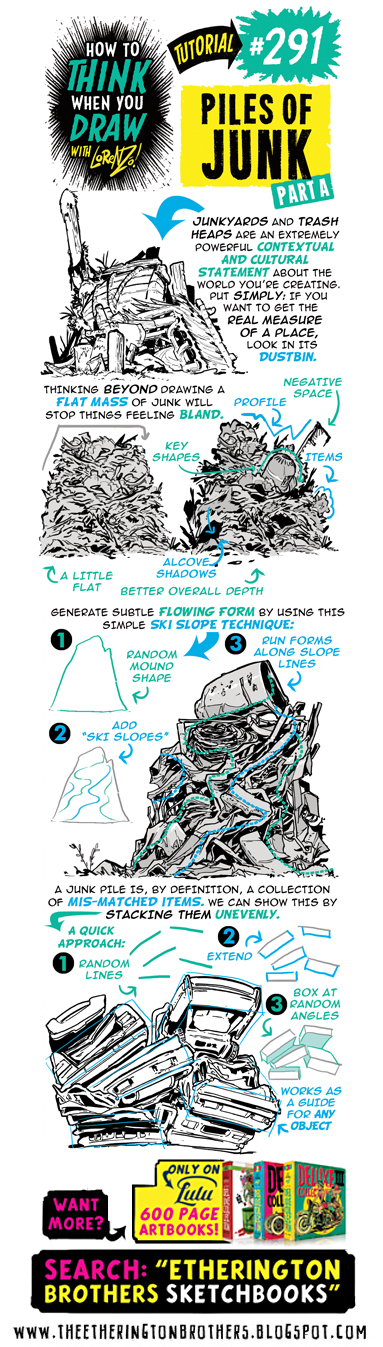 HOW TO
THINK
WHEN YOU
DRAW
WITH LORENZO!
TUTORIAL
#291
PILES OF
JUNK
PART A
JUNKYARDS AND TRASH
HEAPS ARE AN EXTREMELY
POWERFUL CONTEXTUAL
AND CULTURAL
STATEMENT ABOUT THE
WORLD YOU'RE CREATING.
PUT SIMPLY: IF YOU
WANT TO GET THE
REAL MEASURE
OF A PLACE,
LOOK IN ITS
DUSTBIN.
THINKING BEYOND DRAWING A
FLAT MASS OF JUNK WILL
STOP THINGS FEELING BLAND.
NEGATIVE
SPACE
PROFILE
KEY
SHAPES
ITEMS
ALCOVE
SHADOWS
A LITTLE
FLAT
BETTER OVERALL DEPTH
GENERATE SUBTLE FLOWING FORM BY USING THIS
SIMPLE SKI SLOPE TECHNIQUE:
1
RANDOM
MOUND
SHAPE
3
RUN FORMS
ALONG SLOPE
LINES
2
ADD
"SKI SLOPES"
A JUNK PILE IS, BY DEFINITION, A COLLECTION
OF MIS-MATCHED ITEMS. WE CAN SHOW THIS BY
STACKING THEM UNEVENLY.
A QUICK
APPROACH:
1
RANDOM
LINES
2
EXTEND
3
BOX AT
RANDOM
ANGLES
WORKS AS
A GUIDE
FOR ANY
OBJECT
WANT
MORE?
ONLY ON
Lulu
600 PAGE
ARTBOOKS!
DELUXE
III
SEARCH: "ETHERINGTON
BROTHERS SKETCHBOOKS"
WWW.THEETHERINGTONBROTHERS.BLOGSPOT.COM